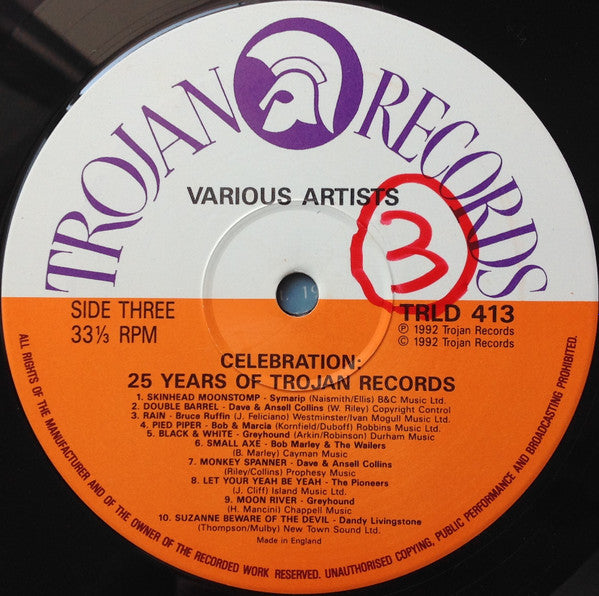 TROJAN RECORDS
VARIOUS ARTISTS
3
SIDE THREE
33⅓ RPM
TRLD 413
℗ 1992 Trojan Records
© 1992 Trojan Records
CELEBRATION:
25 YEARS OF TROJAN RECORDS
1. SKINHEAD MOONSTOMP - Symarip (Naismith/Ellis) B&C Music Ltd.
2. DOUBLE BARREL - Dave & Ansell Collins (W. Riley) Copyright Control
3. RAIN - Bruce Ruffin (J. Feliciano) Westminster/Ivan Mogull Music Ltd.
4. PIED PIPER - Bob & Marcia (Kornfield/Duboff) Robbins Music Ltd.
5. BLACK & WHITE - Greyhound (Arkin/Robinson) Durham Music
6. SMALL AXE - Bob Marley & The Wailers
(B. Marley) Cayman Music
7. MONKEY SPANNER - Dave & Ansell Collins
(Riley/Collins) Prophesy Music
8. LET YOUR YEAH BE YEAH - The Pioneers
(J. Cliff) Island Music Ltd.
9. MOON RIVER - Greyhound
(H. Mancini) Chappell Music
10. SUZANNE BEWARE OF THE DEVIL - Dandy Livingstone
(Thompson/Mulby) New Town Sound Ltd.
Made in England
ALL RIGHTS OF THE MANUFACTURER AND OF THE OWNER OF THE RECORDED WORK RESERVED. UNAUTHORISED COPYING, PUBLIC PERFORMANCE AND BROADCASTING PROHIBITED.